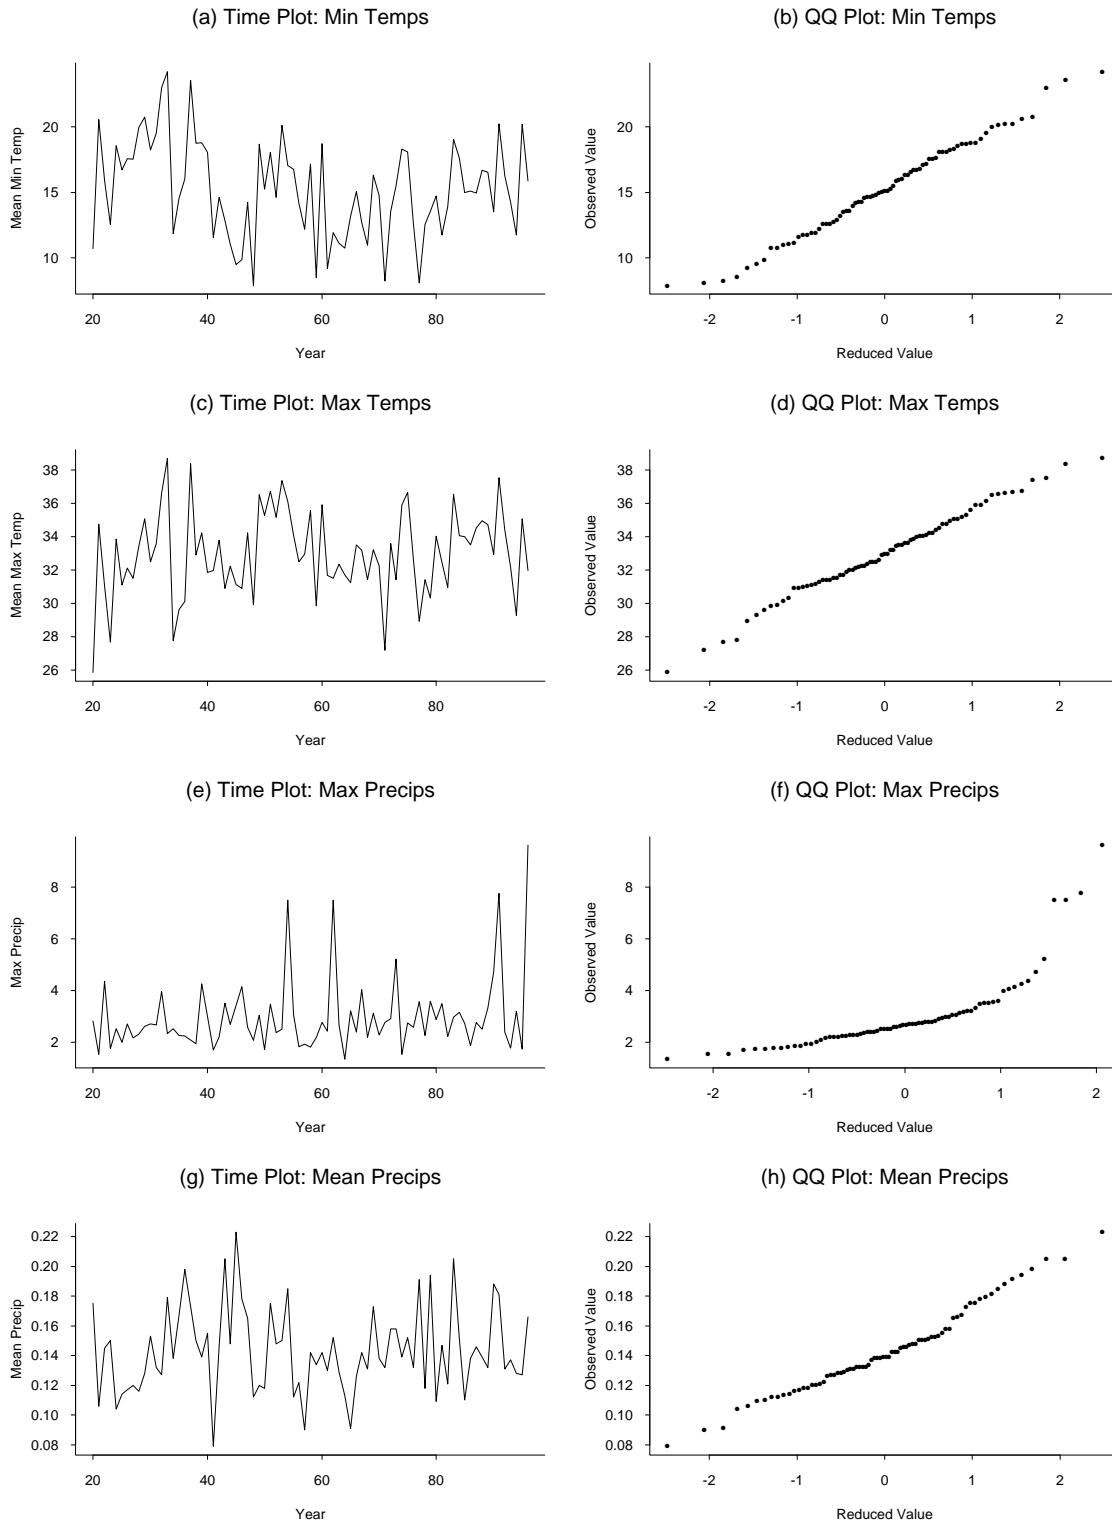 (a) Time Plot: Min Temps
Mean Min Temp
20
15
10
20 40 60 80
Year
(b) QQ Plot: Min Temps
Observed Value
20
15
10
-2 -1 0 1 2
Reduced Value
(c) Time Plot: Max Temps
Mean Max Temp
38
36
34
32
30
28
26
20 40 60 80
Year
(d) QQ Plot: Max Temps
Observed Value
38
36
34
32
30
28
26
-2 -1 0 1 2
Reduced Value
(e) Time Plot: Max Precips
Max Precip
8
6
4
2
20 40 60 80
Year
(f) QQ Plot: Max Precips
Observed Value
8
6
4
2
-2 -1 0 1 2
Reduced Value
(g) Time Plot: Mean Precips
Mean Precip
0.22
0.20
0.18
0.16
0.14
0.12
0.10
0.08
20 40 60 80
Year
(h) QQ Plot: Mean Precips
Observed Value
0.22
0.20
0.18
0.16
0.14
0.12
0.10
0.08
-2 -1 0 1 2
Reduced Value